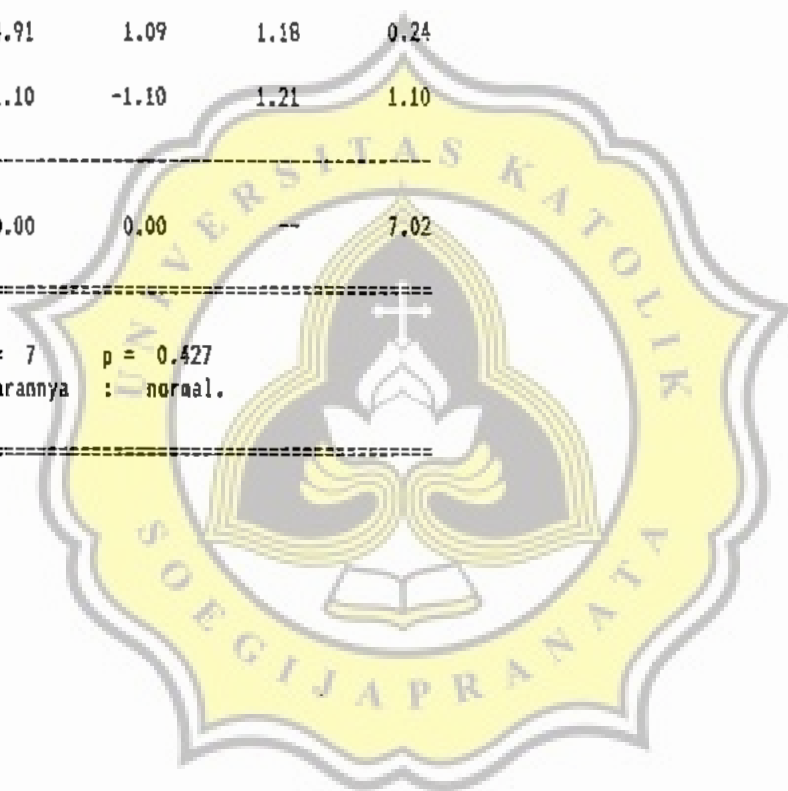 .91 1.09 1.18 0.24
.10 -1.10 1.21 1.10
.00 0.00 -- 7.02
= 7 p = 0.427
arannya : normal.
UNIVERSITAS KATOLIK
SOEGIJAPRANATA